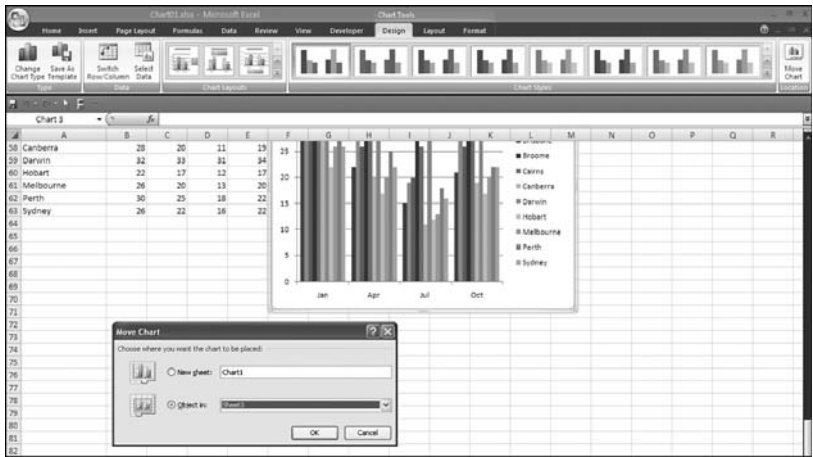 Chart01.xlsx - Microsoft Excel
Chart Tools
Home Insert Page Layout Formulas Data Review View Developer Design Layout Format
Change Chart Type
Save As Template
Switch Row/Column
Select Data
Move Chart
Type
Data
Chart Layouts
Chart Styles
Location
Chart 3
A B C D E F G H I J K L M N O P Q R
58 Canberra 28 20 11 19
59 Darwin 32 33 31 34
60 Hobart 22 17 12 17
61 Melbourne 26 20 13 20
62 Perth 30 25 18 22
63 Sydney 26 22 16 22
64
65
66
67
68
69
70
71
72
73
74
75
76
77
78
79
80
81
82
25
20
15
10
5
0
Jan Apr Jul Oct
Broome
Cairns
Canberra
Darwin
Hobart
Melbourne
Perth
Sydney
Move Chart
Choose where you want the chart to be placed:
New sheet: Chart1
Object in:
OK Cancel